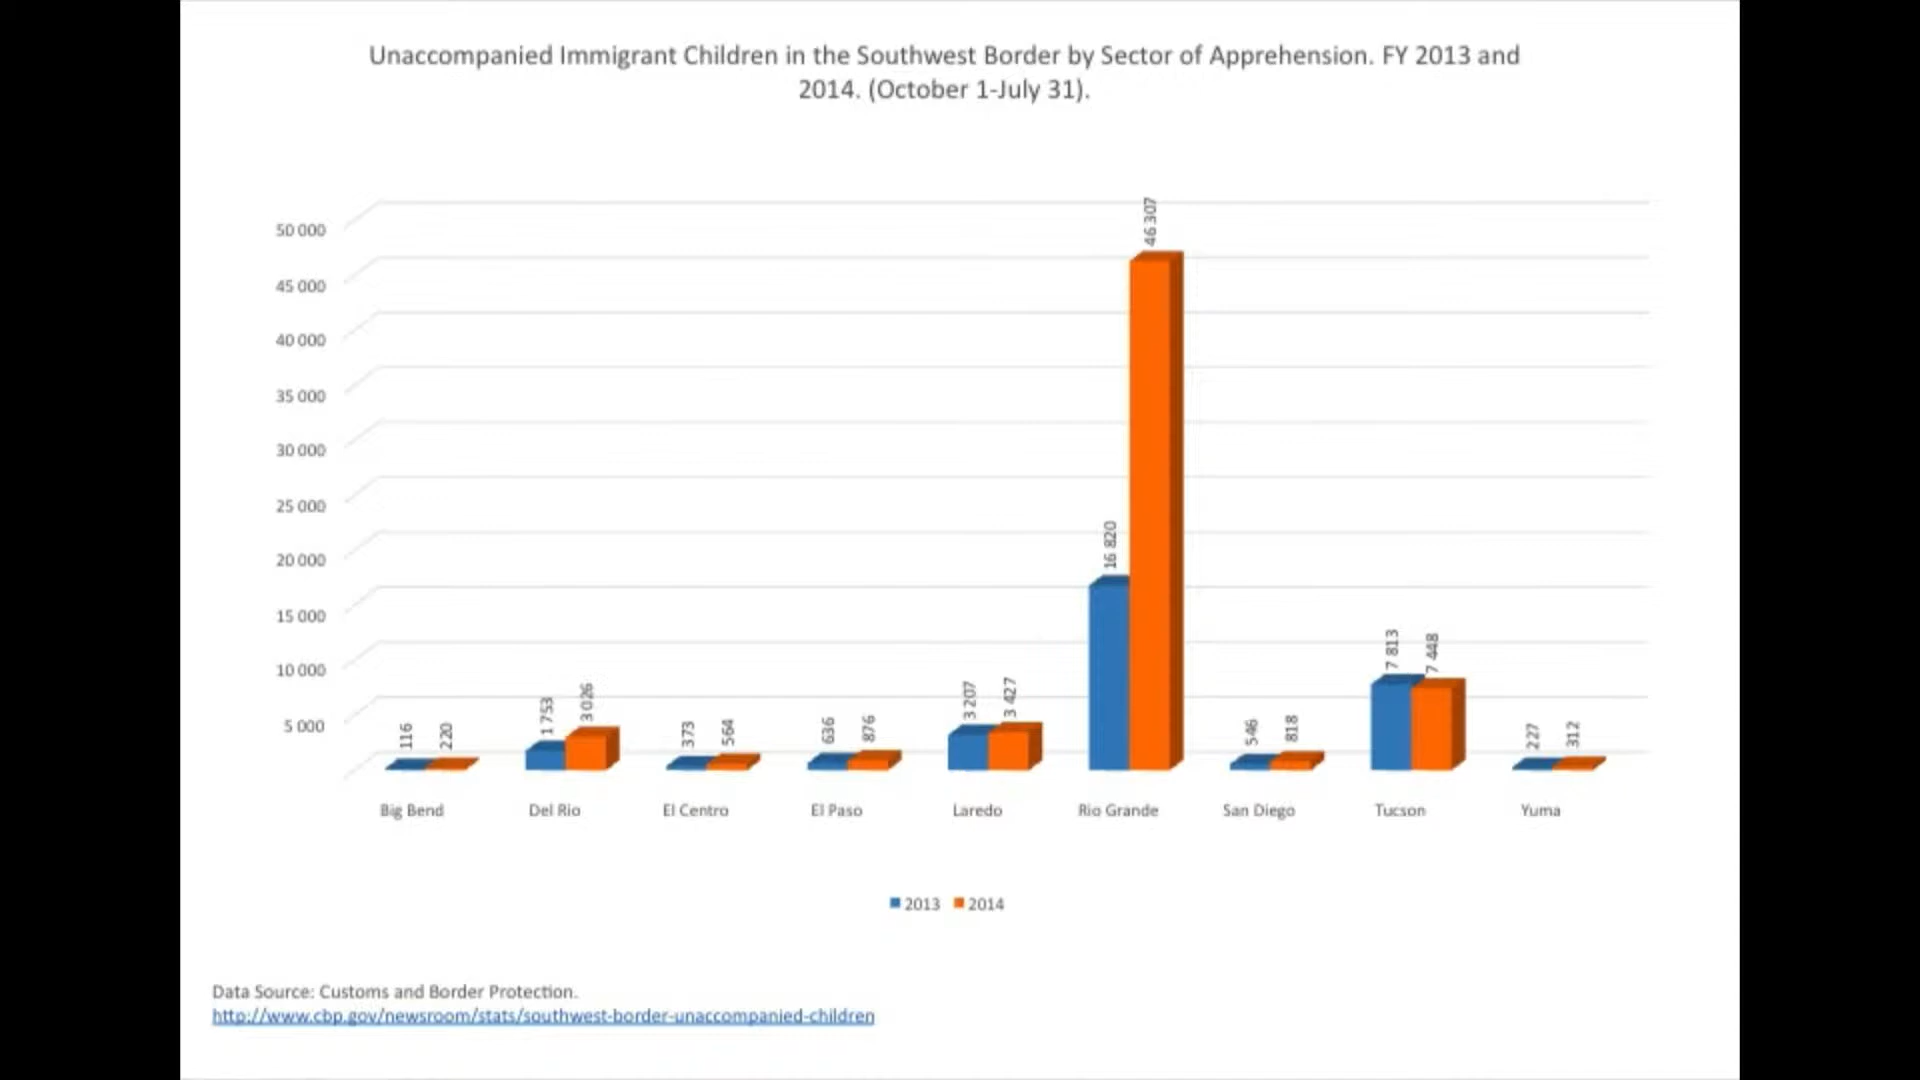 Unaccompanied Immigrant Children in the Southwest Border by Sector of Apprehension. FY 2013 and
2014. (October 1-July 31).
50 000
45 000
40 000
35 000
30 000
25 000
20 000
15 000
10 000
5 000
116
220
1 753
3 026
373
564
636
876
3 207
3 427
16 820
46 307
546
818
7 813
7 448
227
312
Big Bend
Del Rio
El Centro
El Paso
Laredo
Rio Grande
San Diego
Tucson
Yuma
2013
2014
Data Source: Customs and Border Protection.
http://www.cbp.gov/newsroom/stats/southwest-border-unaccompanied-children